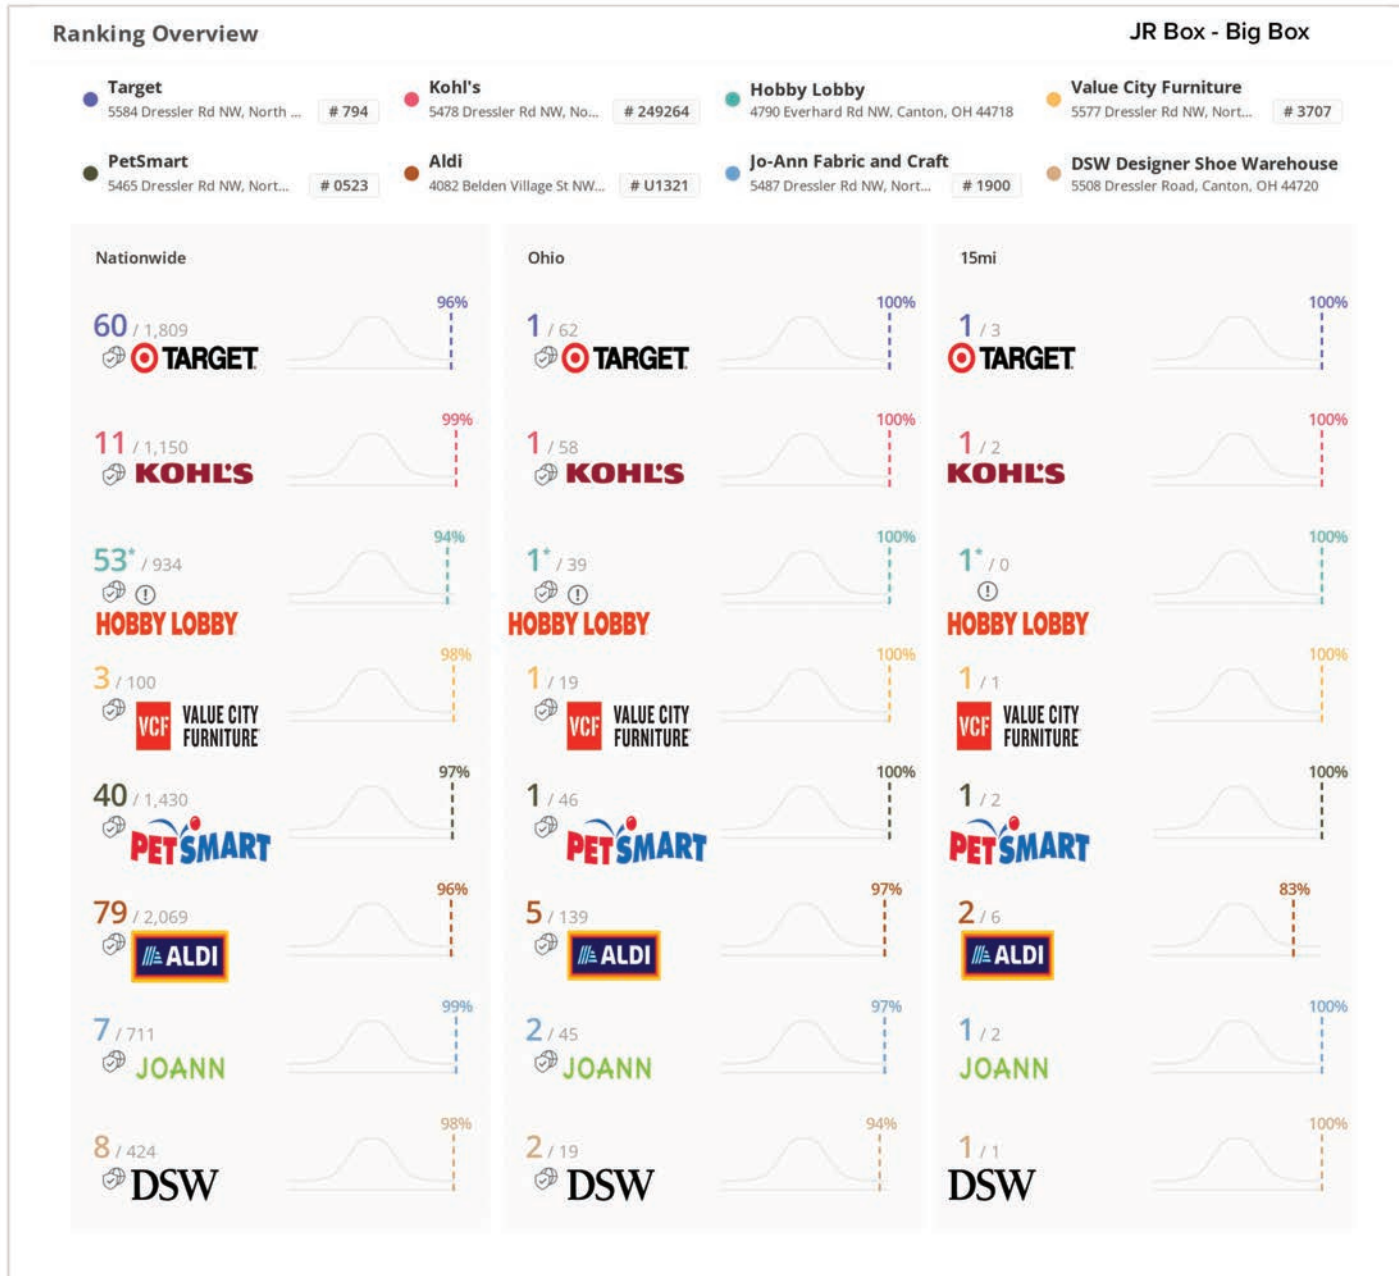 Ranking Overview
JR Box - Big Box
Target
5584 Dressler Rd NW, North ...
# 794
Kohl's
5478 Dressler Rd NW, No...
# 249264
Hobby Lobby
4790 Everhard Rd NW, Canton, OH 44718
Value City Furniture
5577 Dressler Rd NW, Nort...
# 3707
PetSmart
5465 Dressler Rd NW, Nort...
# 0523
Aldi
4082 Belden Village St NW...
# U1321
Jo-Ann Fabric and Craft
5487 Dressler Rd NW, Nort...
# 1900
DSW Designer Shoe Warehouse
5508 Dressler Road, Canton, OH 44720
Nationwide
96%
60 / 1,809
TARGET
99%
11 / 1,150
KOHL'S
94%
53* / 934
HOBBY LOBBY
98%
3 / 100
VCF VALUE CITY
FURNITURE
97%
40 / 1,430
PETSMART
96%
79 / 2,069
ALDI
99%
7 / 711
JOANN
98%
8 / 424
DSW
Ohio
100%
1 / 62
TARGET
100%
1 / 58
KOHL'S
100%
1* / 39
HOBBY LOBBY
100%
1 / 19
VCF VALUE CITY
FURNITURE
100%
1 / 46
PETSMART
97%
5 / 139
ALDI
97%
2 / 45
JOANN
94%
2 / 19
DSW
15mi
100%
1 / 3
TARGET
100%
1 / 2
KOHL'S
100%
1* / 0
HOBBY LOBBY
100%
1 / 1
VCF VALUE CITY
FURNITURE
100%
1 / 2
PETSMART
83%
2 / 6
ALDI
100%
1 / 2
JOANN
100%
1 / 1
DSW